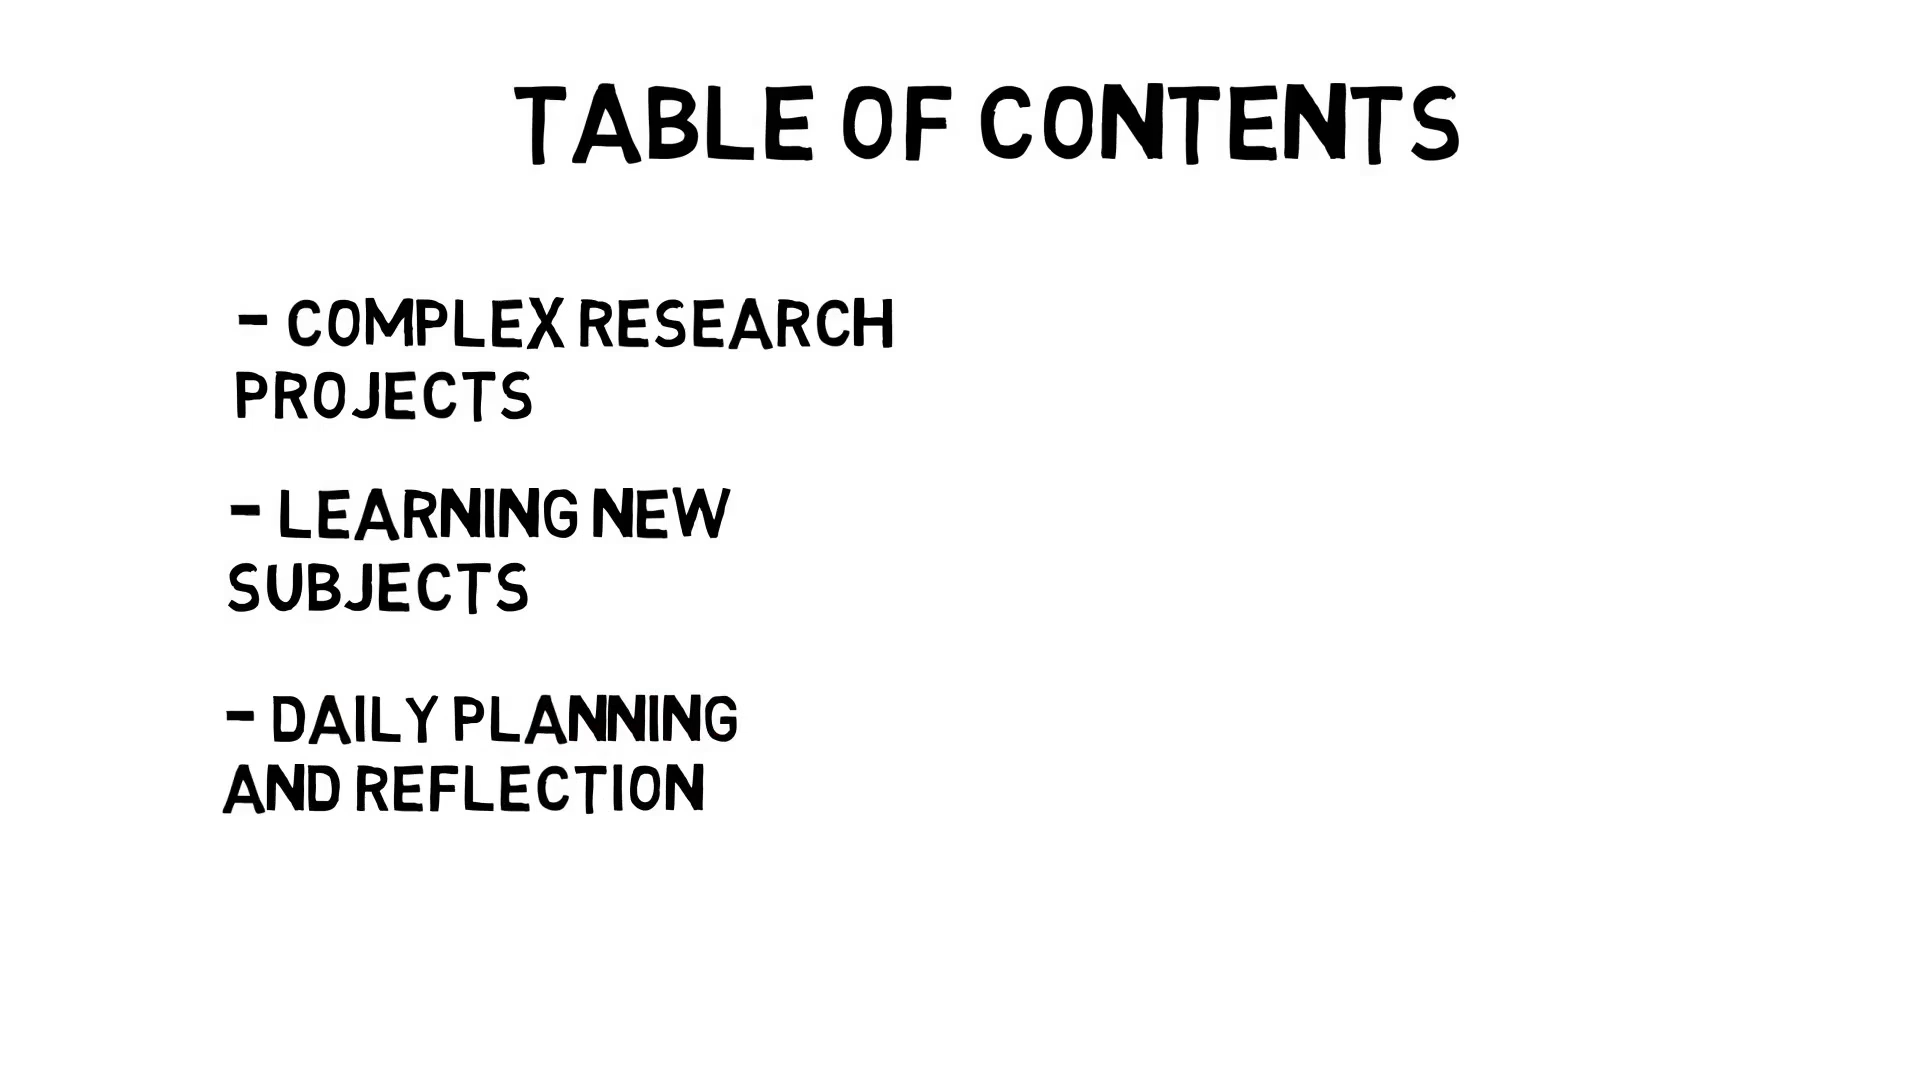 TABLE OF CONTENTS
- COMPLEX RESEARCH
PROJECTS
- LEARNING NEW
SUBJECTS
- DAILY PLANNING
AND REFLECTION